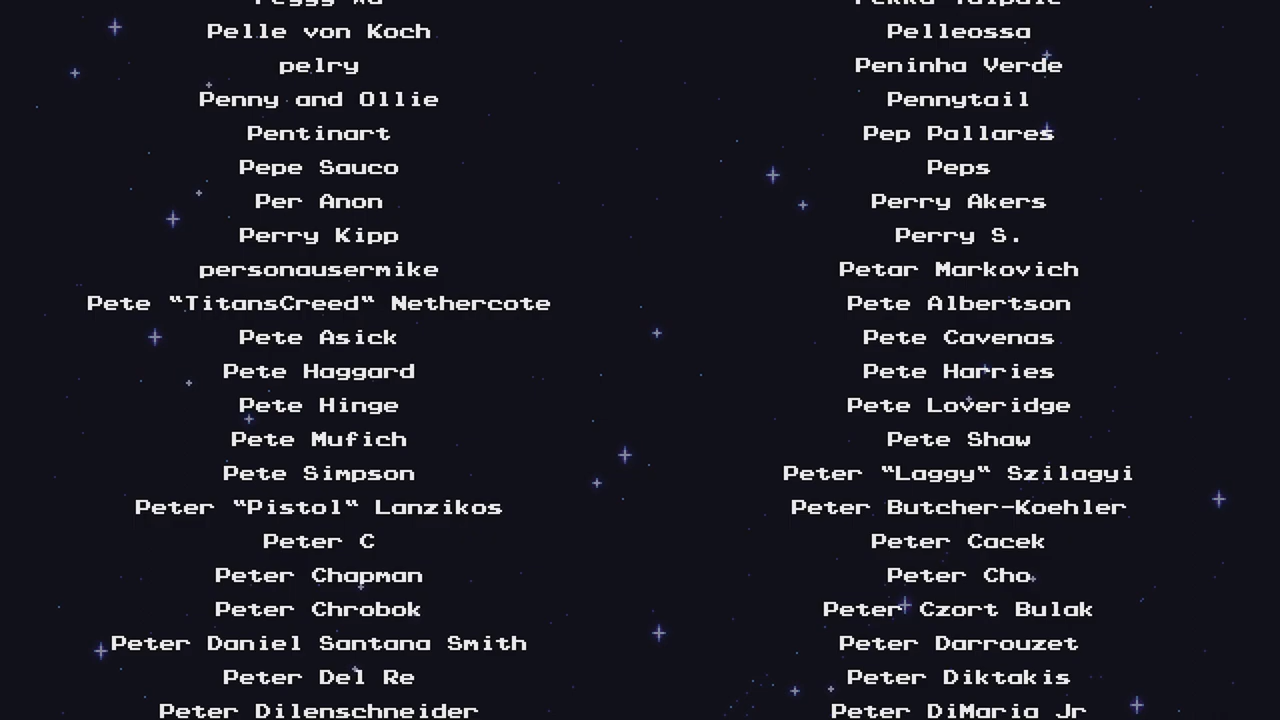 Pelle von Koch
Pelleossa
pelry
Peninha Verde
Penny and Ollie
Pennytail
Pentinart
Pep Pallares
Pepe Sauco
Peps
Per Anon
Perry Akers
Perry Kipp
Perry S.
personausermike
Petar Markovich
Pete "TitansCreed" Nethercote
Pete Albertson
Pete Asick
Pete Cavenas
Pete Haggard
Pete Harries
Pete Hinge
Pete Loveridge
Pete Mufich
Pete Shaw
Pete Simpson
Peter "Laggy" Szilagyi
Peter "Pistol" Lanzikos
Peter Butcher-Koehler
Peter C
Peter Cacek
Peter Chapman
Peter Cho
Peter Chrobok
Peter Czort Bulak
Peter Daniel Santana Smith
Peter Darrouzet
Peter Del Re
Peter Diktakis
Peter Dilenschneider
Peter DiMaria Jr